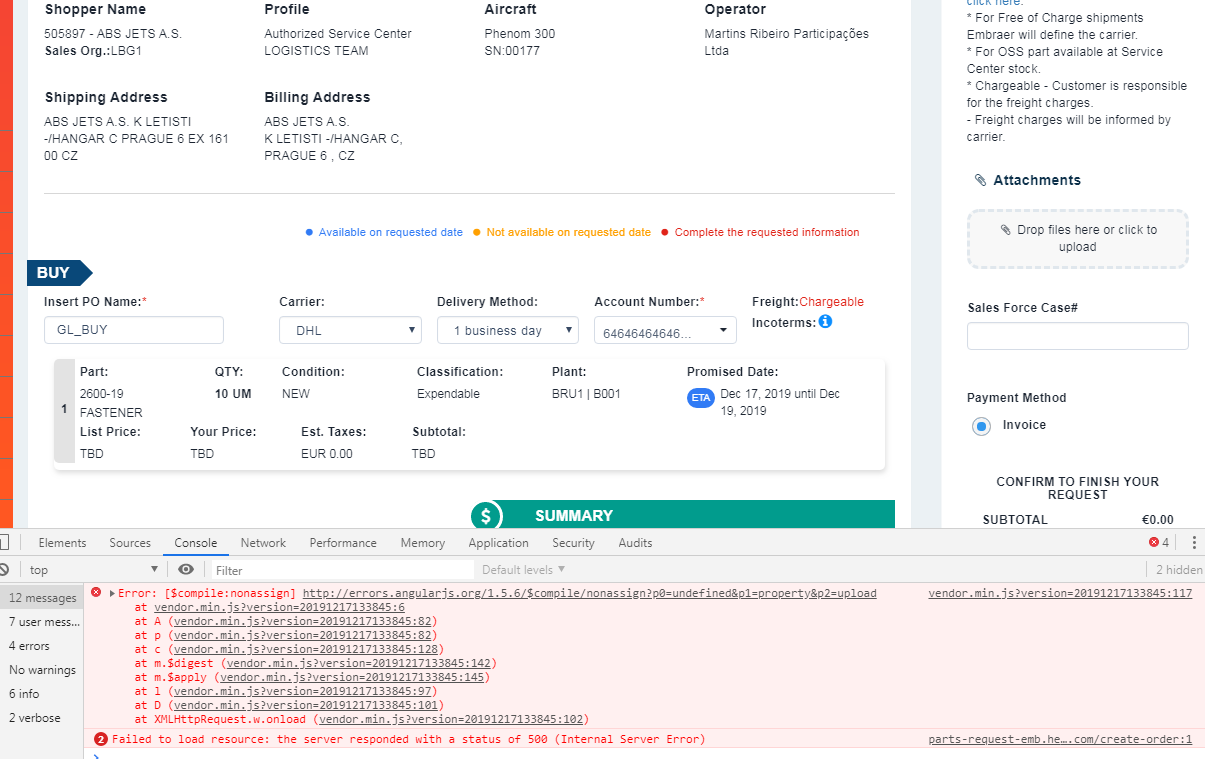 Shopper Name
Profile
Aircraft
Operator
505897 - ABS JETS A.S.
Sales Org.:LBG1
Authorized Service Center
LOGISTICS TEAM
Phenom 300
SN:00177
Martins Ribeiro Participações
Ltda
Shipping Address
Billing Address
ABS JETS A.S. K LETISTI
-/HANGAR C PRAGUE 6 EX 161
00 CZ
ABS JETS A.S.
K LETISTI -/HANGAR C,
PRAGUE 6 , CZ
Available on requested date
Not available on requested date
Complete the requested information
BUY
Insert PO Name:*
Carrier:
Delivery Method:
Account Number:*
Freight:Chargeable
GL_BUY
DHL
1 business day
64646464646...
Incoterms:
1
Part:
QTY:
Condition:
Classification:
Plant:
Promised Date:
2600-19
FASTENER
10 UM
NEW
Expendable
BRU1 | B001
ETA
Dec 17, 2019 until Dec
19, 2019
List Price:
Your Price:
Est. Taxes:
Subtotal:
TBD
TBD
EUR 0.00
TBD
$
SUMMARY
click here.
* For Free of Charge shipments
Embraer will define the carrier.
* For OSS part available at Service
Center stock.
* Chargeable - Customer is responsible
for the freight charges.
- Freight charges will be informed by
carrier.
Attachments
Drop files here or click to
upload
Sales Force Case#
Payment Method
Invoice
CONFIRM TO FINISH YOUR
REQUEST
SUBTOTAL €0.00
Elements Sources Console Network Performance Memory Application Security Audits 4
top Filter Default levels 2 hidden
12 messages
7 user mess...
4 errors
No warnings
6 info
2 verbose
Error: [$compile:nonassign] http://errors.angularjs.org/1.5.6/$compile/nonassign?p0=undefined&p1=property&p2=upload vendor.min.js?version=20191217133845:117
at vendor.min.js?version=20191217133845:6
at A (vendor.min.js?version=20191217133845:82)
at p (vendor.min.js?version=20191217133845:82)
at c (vendor.min.js?version=20191217133845:128)
at m.$digest (vendor.min.js?version=20191217133845:142)
at m.$apply (vendor.min.js?version=20191217133845:145)
at l (vendor.min.js?version=20191217133845:97)
at D (vendor.min.js?version=20191217133845:101)
at XMLHttpRequest.w.onload (vendor.min.js?version=20191217133845:102)
2 Failed to load resource: the server responded with a status of 500 (Internal Server Error) parts-request-emb.he….com/create-order:1